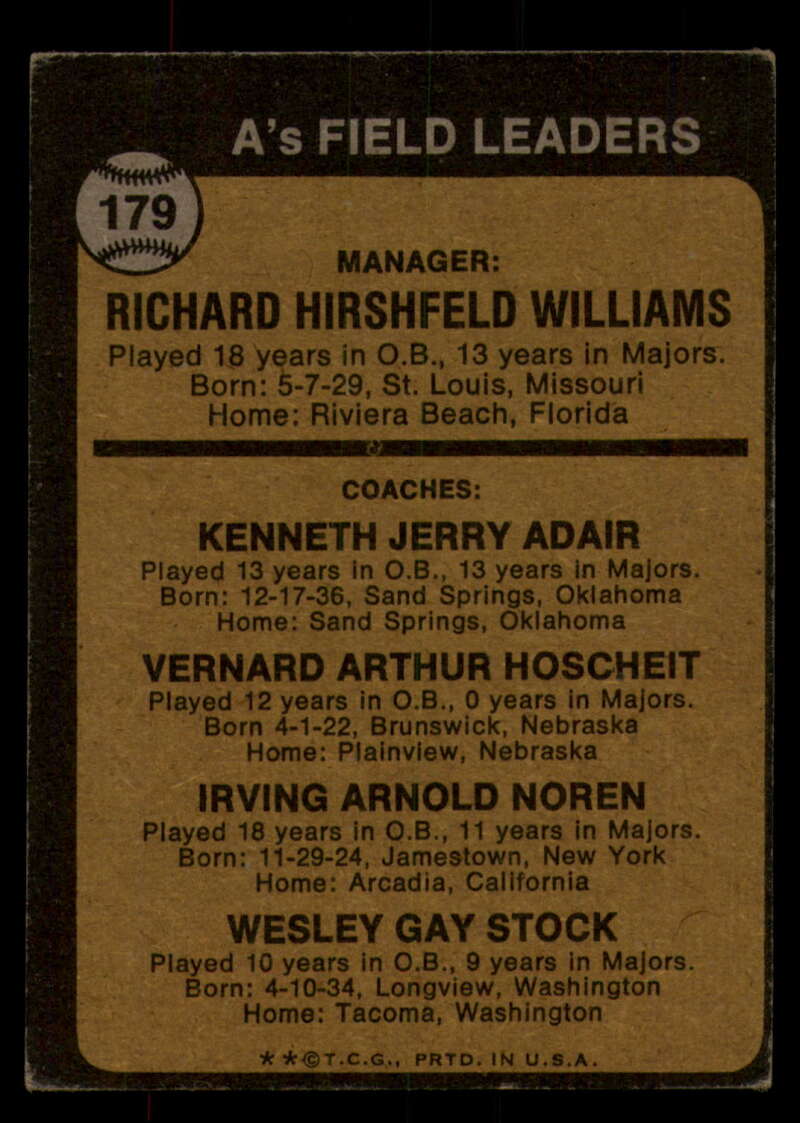 A's FIELD LEADERS
179
MANAGER:
RICHARD HIRSHFELD WILLIAMS
Played 18 years in O.B., 13 years in Majors.
Born: 5-7-29, St. Louis, Missouri
Home: Riviera Beach, Florida
COACHES:
KENNETH JERRY ADAIR
Played 13 years in O.B., 13 years in Majors.
Born: 12-17-36, Sand Springs, Oklahoma
Home: Sand Springs, Oklahoma
VERNARD ARTHUR HOSCHEIT
Played 12 years in O.B., 0 years in Majors.
Born 4-1-22, Brunswick, Nebraska
Home: Plainview, Nebraska
IRVING ARNOLD NOREN
Played 18 years in O.B., 11 years in Majors.
Born: 11-29-24, Jamestown, New York
Home: Arcadia, California
WESLEY GAY STOCK
Played 10 years in O.B., 9 years in Majors.
Born: 4-10-34, Longview, Washington
Home: Tacoma, Washington
**©T.C.G., PRTD. IN U.S.A.